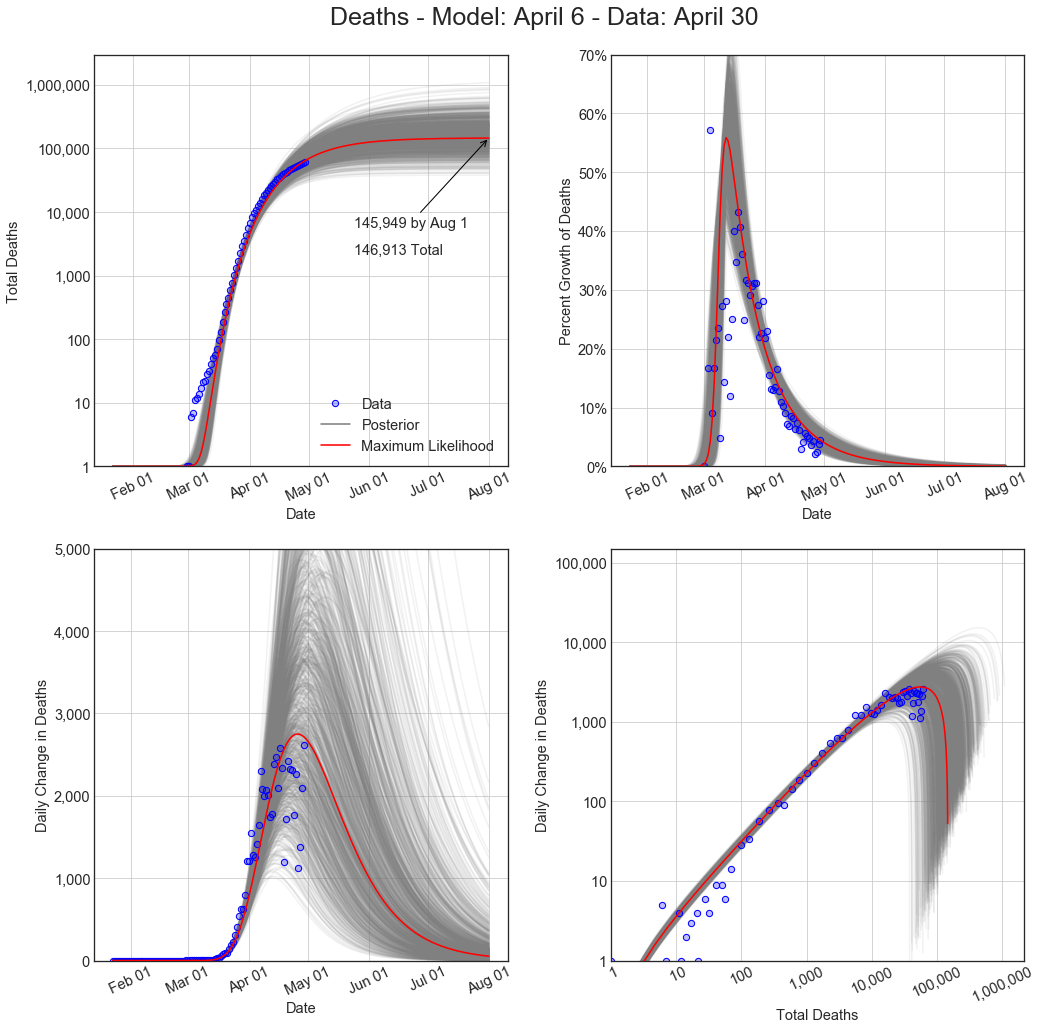 Deaths - Model: April 6 - Data: April 30
Total Deaths
1,000,000
100,000
10,000
1,000
100
10
1
145,949 by Aug 1
146,913 Total
Data
Posterior
Maximum Likelihood
Feb 01
Mar 01
Apr 01
May 01
Jun 01
Jul 01
Aug 01
Date
Percent Growth of Deaths
70%
60%
50%
40%
30%
20%
10%
0%
Feb 01
Mar 01
Apr 01
May 01
Jun 01
Jul 01
Aug 01
Date
Daily Change in Deaths
5,000
4,000
3,000
2,000
1,000
0
Feb 01
Mar 01
Apr 01
May 01
Jun 01
Jul 01
Aug 01
Date
Daily Change in Deaths
100,000
10,000
1,000
100
10
1
1
10
100
1,000
10,000
100,000
1,000,000
Total Deaths